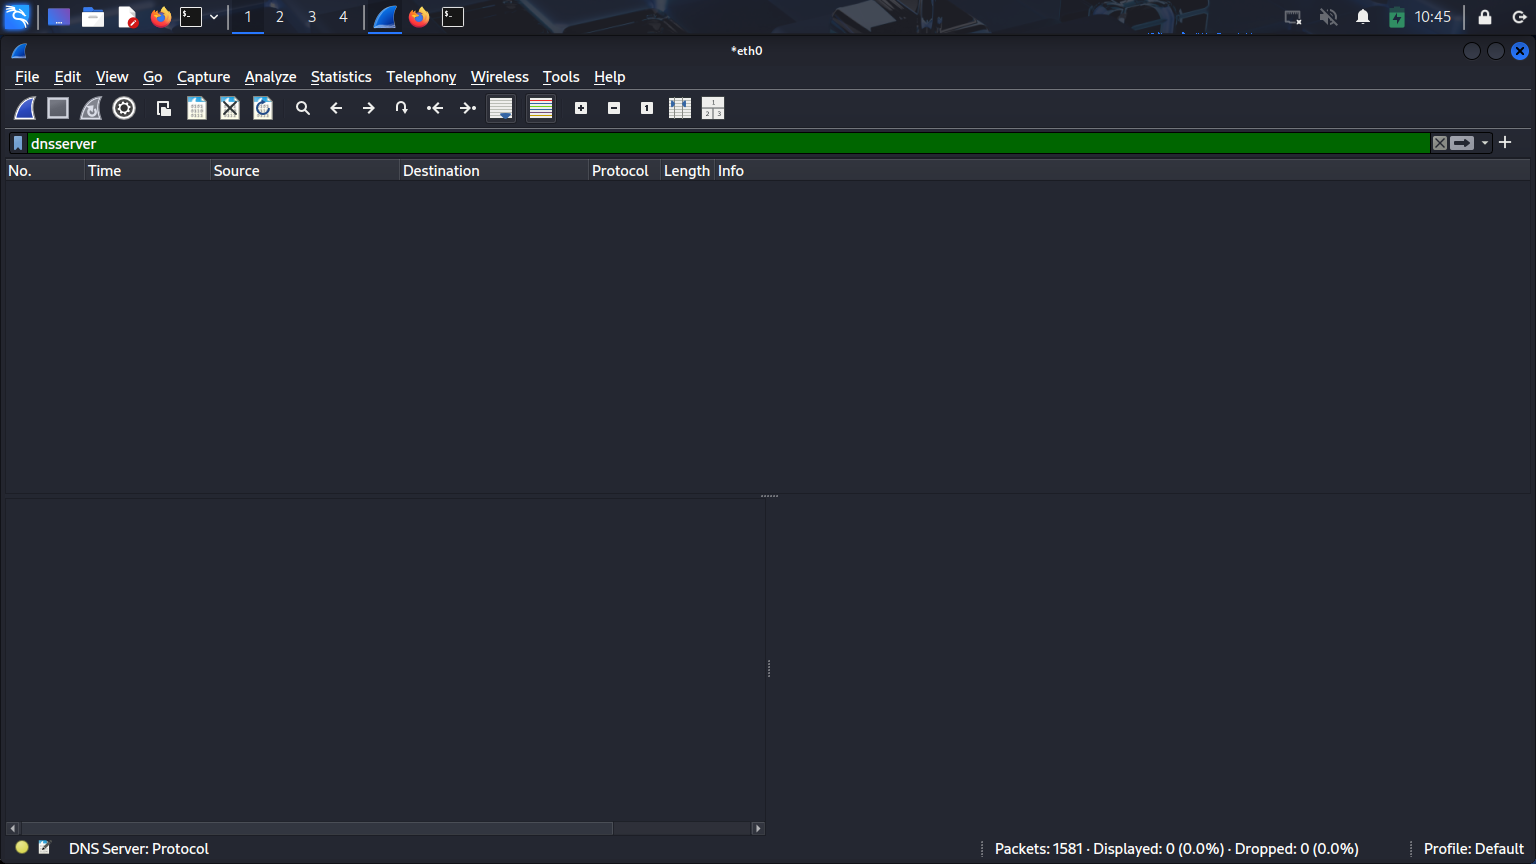 1 2 3 4 10:45
*eth0
File Edit View Go Capture Analyze Statistics Telephony Wireless Tools Help
dnsserver
No. Time Source Destination Protocol Length Info
DNS Server: Protocol Packets: 1581 · Displayed: 0 (0.0%) · Dropped: 0 (0.0%) Profile: Default